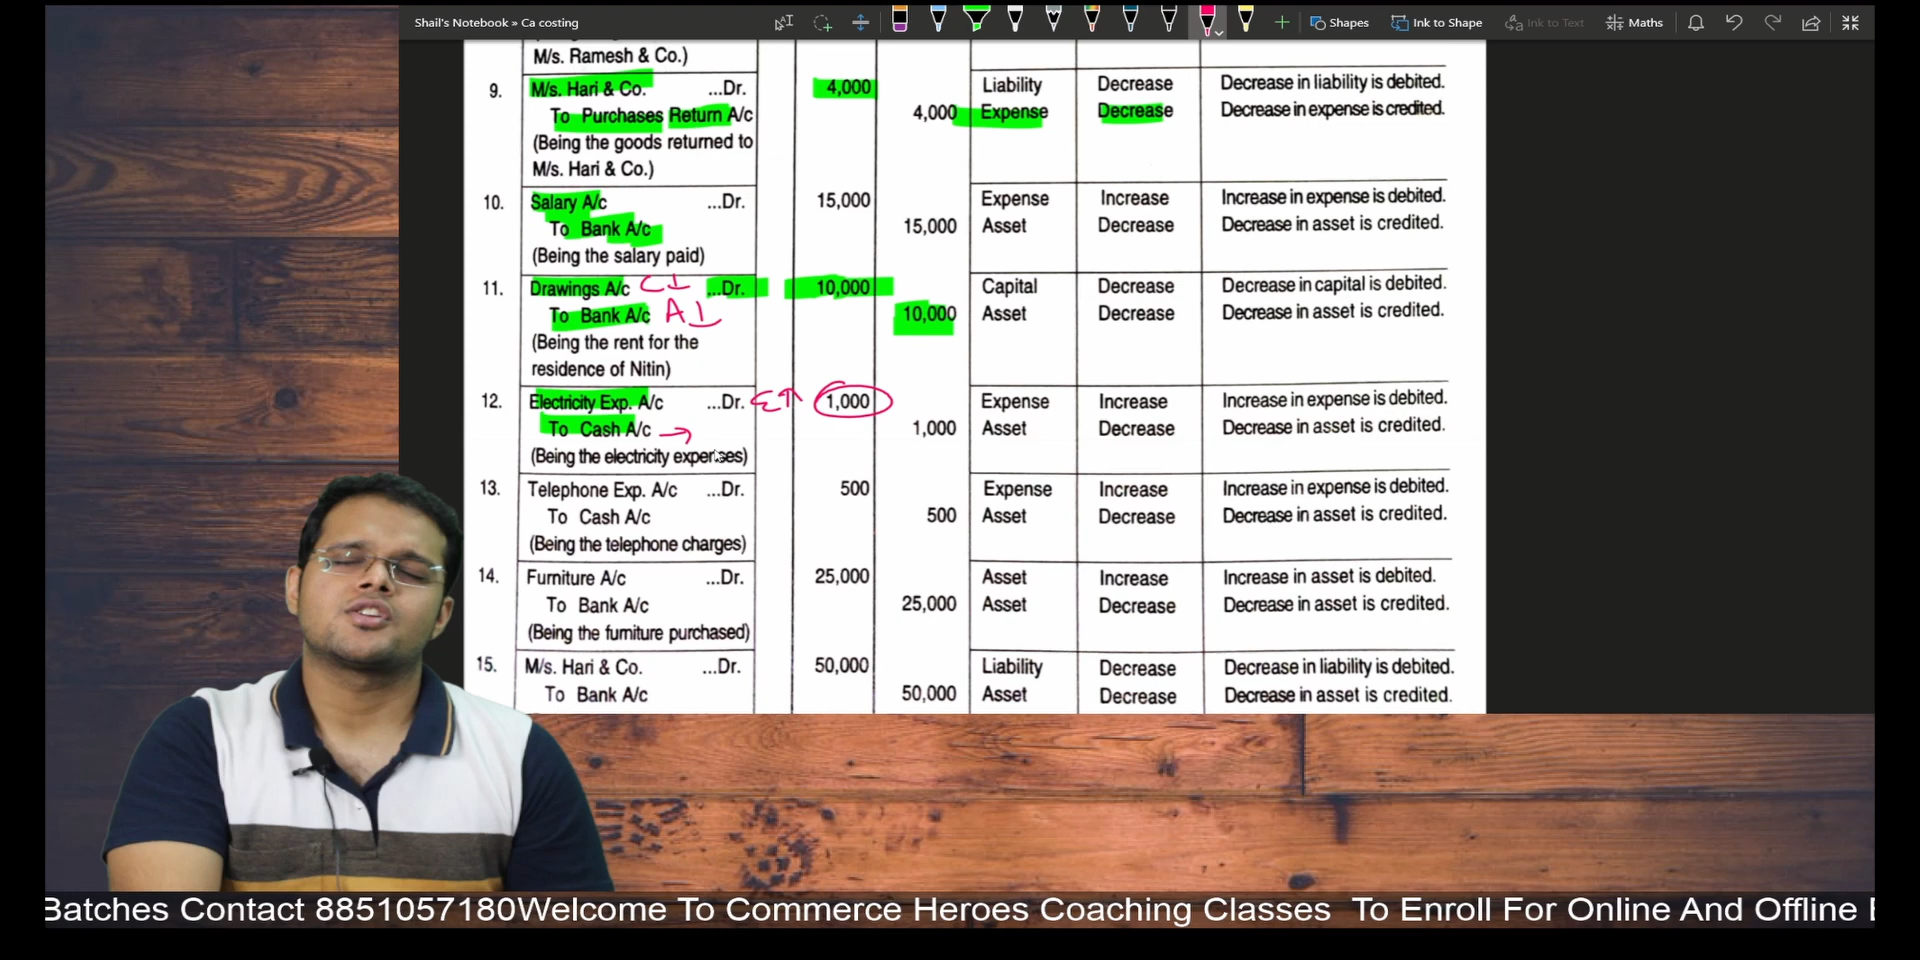 Shail's Notebook » Ca costing
Shapes
Ink to Shape
Ink to Text
Maths
M/s. Ramesh & Co.)
9. M/s. Hari & Co. ...Dr. 4,000 Liability Decrease Decrease in liability is debited.
To Purchases Return A/c 4,000 Expense Decrease Decrease in expense is credited.
(Being the goods returned to
M/s. Hari & Co.)
10. Salary A/c ...Dr. 15,000 Expense Increase Increase in expense is debited.
To Bank A/c 15,000 Asset Decrease Decrease in asset is credited.
(Being the salary paid)
11. Drawings A/c C↓ ...Dr. 10,000 Capital Decrease Decrease in capital is debited.
To Bank A/c A↓ 10,000 Asset Decrease Decrease in asset is credited.
(Being the rent for the
residence of Nitin)
12. Electricity Exp. A/c ...Dr. E↑ 1,000 Expense Increase Increase in expense is debited.
To Cash A/c → 1,000 Asset Decrease Decrease in asset is credited.
(Being the electricity expenses)
13. Telephone Exp. A/c ...Dr. 500 Expense Increase Increase in expense is debited.
To Cash A/c 500 Asset Decrease Decrease in asset is credited.
(Being the telephone charges)
14. Furniture A/c ...Dr. 25,000 Asset Increase Increase in asset is debited.
To Bank A/c 25,000 Asset Decrease Decrease in asset is credited.
(Being the furniture purchased)
15. M/s. Hari & Co. ...Dr. 50,000 Liability Decrease Decrease in liability is debited.
To Bank A/c 50,000 Asset Decrease Decrease in asset is credited.
Batches Contact 8851057180Welcome To Commerce Heroes Coaching Classes To Enroll For Online And Offline